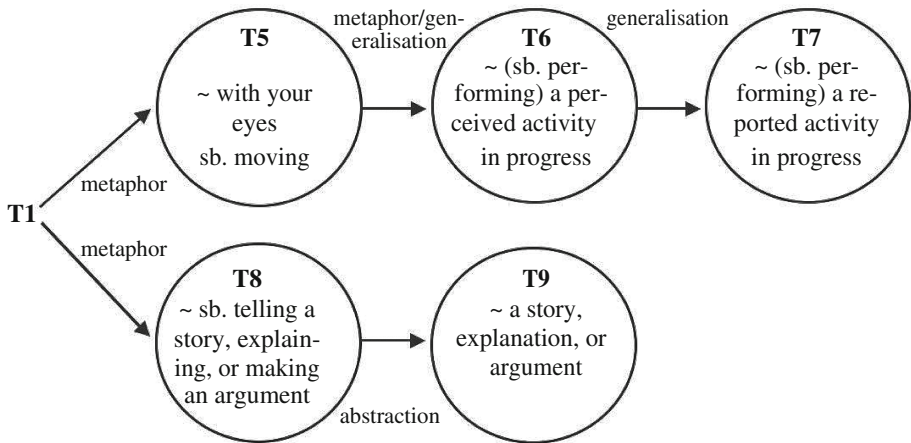 T1
metaphor
T5
~ with your
eyes
sb. moving
metaphor/gen-
eralisation
T6
~ (sb. per-
forming) a per-
ceived activity
in progress
generalisation
T7
~ (sb. per-
forming) a re-
ported activity
in progress
metaphor
T8
~ sb. telling a
story, explain-
ing, or making
an argument
abstraction
T9
~ a story,
explanation, or
argument